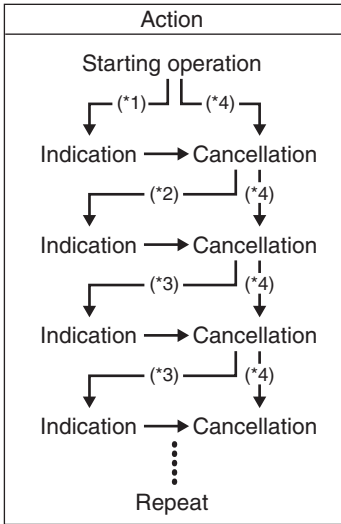 Action
Starting operation
(*1) (*4)
Indication Cancellation
(*2) (*4)
Indication Cancellation
(*3) (*4)
Indication Cancellation
(*3) (*4)
Indication Cancellation
Repeat